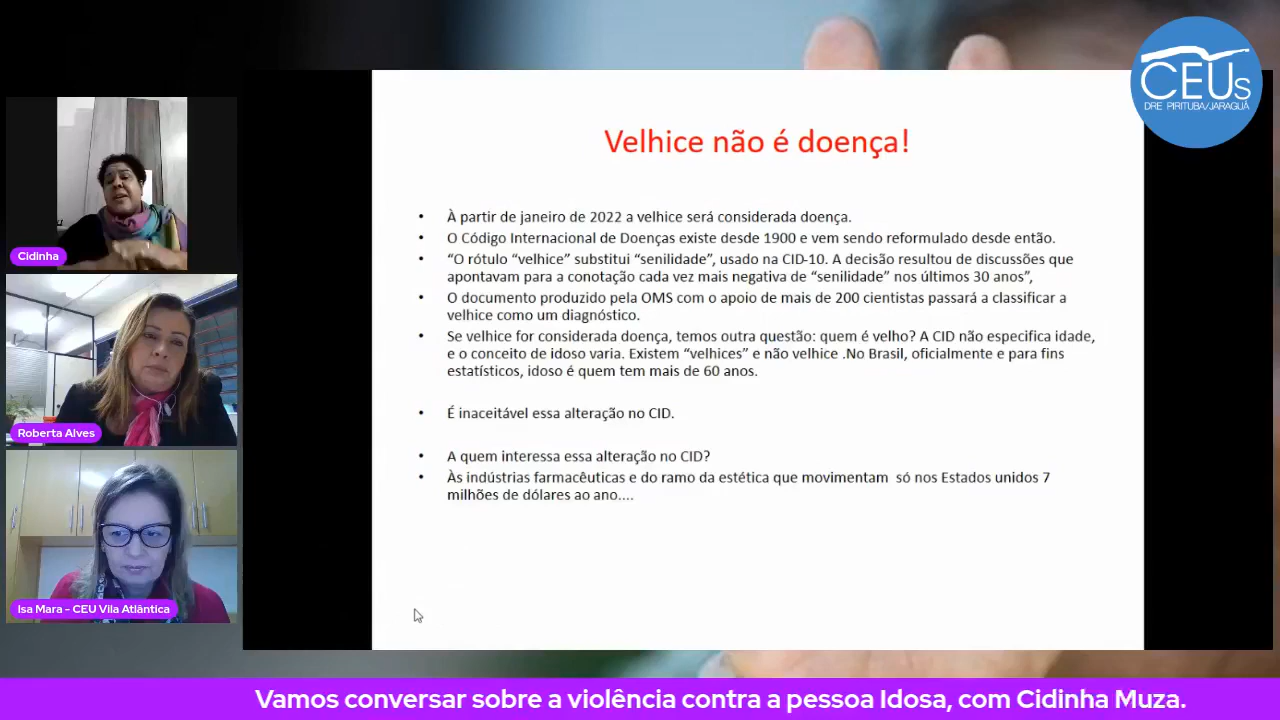 CEUs
DRE PIRITUBA/JARAGUÁ
Velhice não é doença!
• À partir de janeiro de 2022 a velhice será considerada doença.
• O Código Internacional de Doenças existe desde 1900 e vem sendo reformulado desde então.
• “O rótulo “velhice” substitui “senilidade”, usado na CID-10. A decisão resultou de discussões que
apontavam para a conotação cada vez mais negativa de “senilidade” nos últimos 30 anos”,
• O documento produzido pela OMS com o apoio de mais de 200 cientistas passará a classificar a
velhice como um diagnóstico.
• Se velhice for considerada doença, temos outra questão: quem é velho? A CID não especifica idade,
e o conceito de idoso varia. Existem “velhices” e não velhice .No Brasil, oficialmente e para fins
estatísticos, idoso é quem tem mais de 60 anos.
• É inaceitável essa alteração no CID.
• A quem interessa essa alteração no CID?
• Às indústrias farmacêuticas e do ramo da estética que movimentam só nos Estados unidos 7
milhões de dólares ao ano....
Cidinha
Roberta Alves
Isa Mara - CEU Vila Atlântica
Vamos conversar sobre a violência contra a pessoa Idosa, com Cidinha Muza.